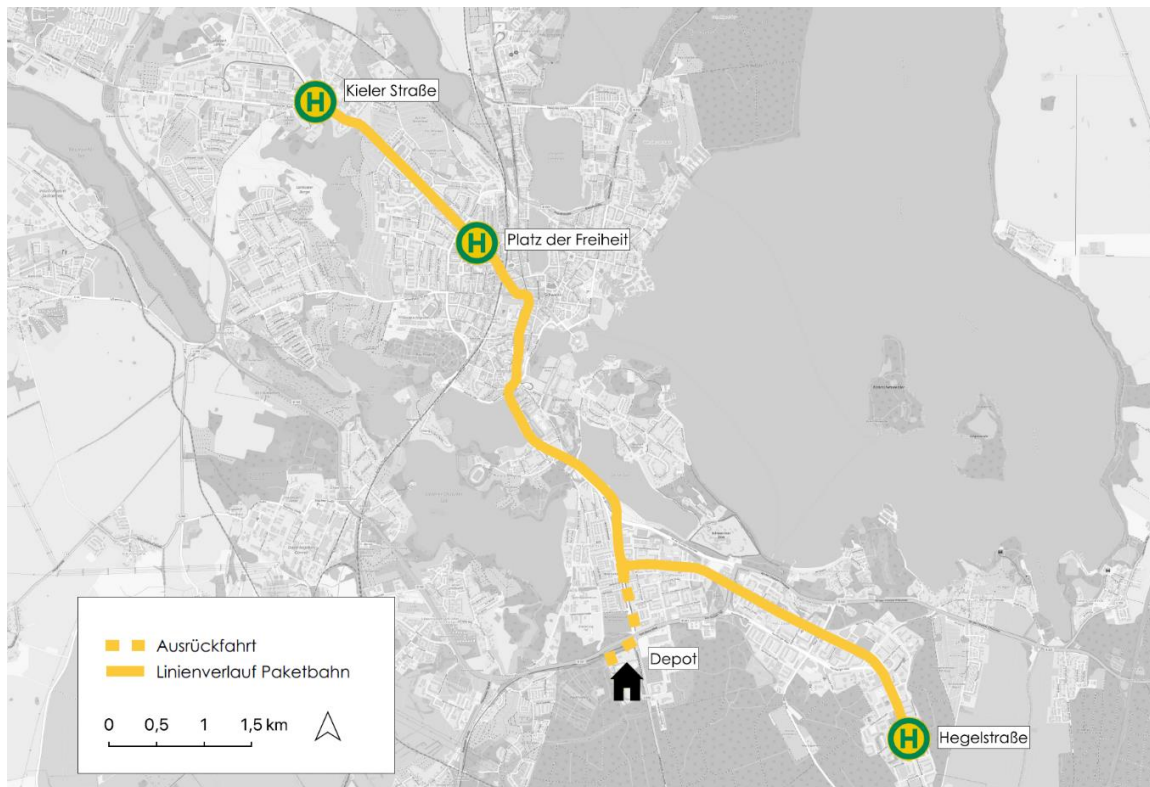 H
Kieler Straße
H
Platz der Freiheit
Depot
H
Hegelstraße
Ausrückfahrt
Linienverlauf Paketbahn
0 0,5 1 1,5 km